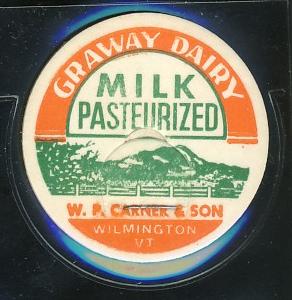 GRAWAY DAIRY
MILK
PASTEURIZED
W. P. CARNER & SON
WILMINGTON
VT